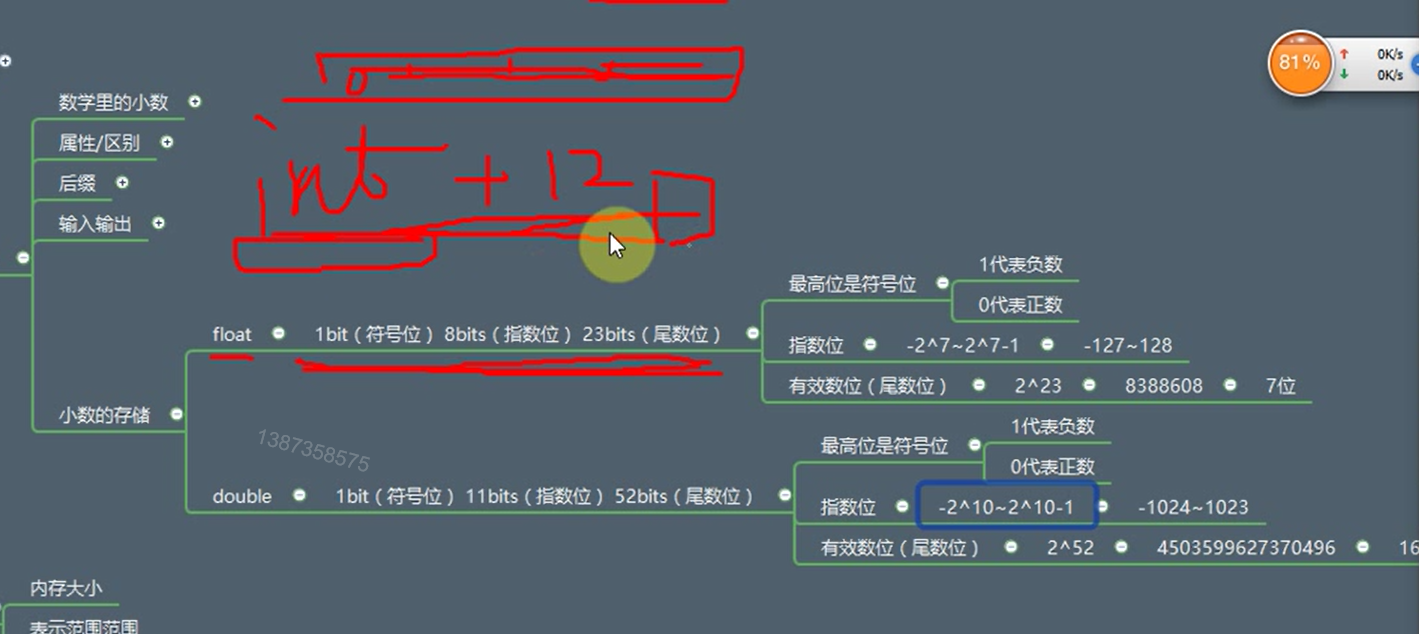 81%
0K/s
0K/s
数学里的小数
属性/区别
后缀
输入输出
int + 12
1代表负数
最高位是符号位
0代表正数
float 1bit（符号位）8bits（指数位）23bits（尾数位）
指数位 -2^7~2^7-1 -127~128
有效数位（尾数位） 2^23 8388608 7位
小数的存储
1387358575
1代表负数
最高位是符号位
0代表正数
double 1bit（符号位）11bits（指数位）52bits（尾数位）
指数位 -2^10~2^10-1 -1024~1023
有效数位（尾数位） 2^52 4503599627370496 16
内存大小
表示范围范围